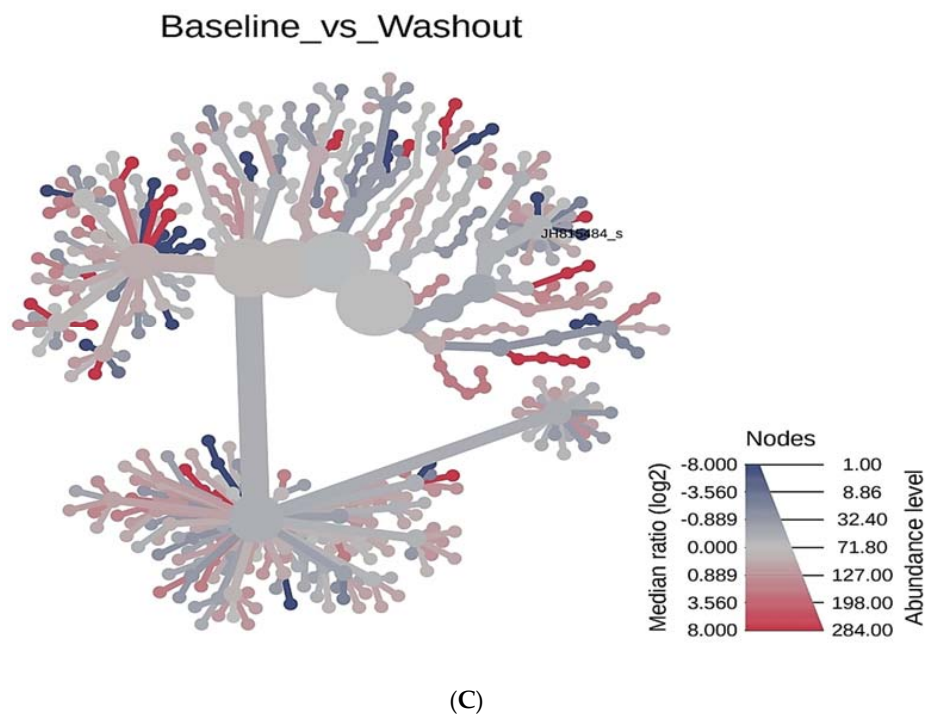 Baseline_vs_Washout
JH815484_s
Nodes
Median ratio (log2)
-8.000 1.00
-3.560 8.86
-0.889 32.40
0.000 71.80
0.889 127.00
3.560 198.00
8.000 284.00
Abundance level
(C)